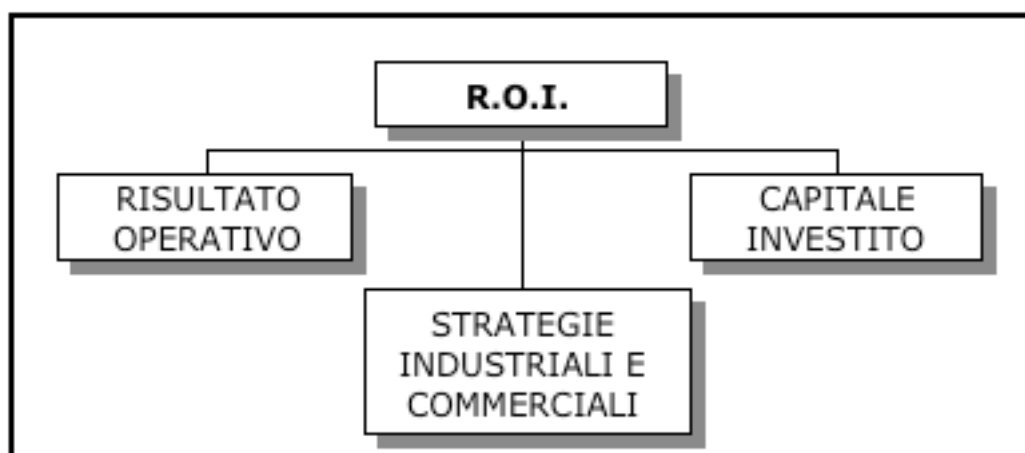 R.O.I.
RISULTATO
OPERATIVO
CAPITALE
INVESTITO
STRATEGIE
INDUSTRIALI E
COMMERCIALI